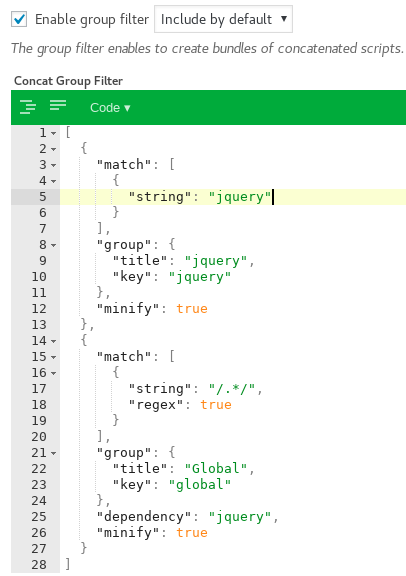 Enable group filter Include by default ▾
The group filter enables to create bundles of concatenated scripts.
Concat Group Filter
Code ▾
1 [
2 {
3 "match": [
4 {
5 "string": "jquery"
6 }
7 ],
8 "group": {
9 "title": "jquery",
10 "key": "jquery"
11 },
12 "minify": true
13 },
14 {
15 "match": [
16 {
17 "string": "/.*/",
18 "regex": true
19 }
20 ],
21 "group": {
22 "title": "Global",
23 "key": "global"
24 },
25 "dependency": "jquery",
26 "minify": true
27 }
28 ]